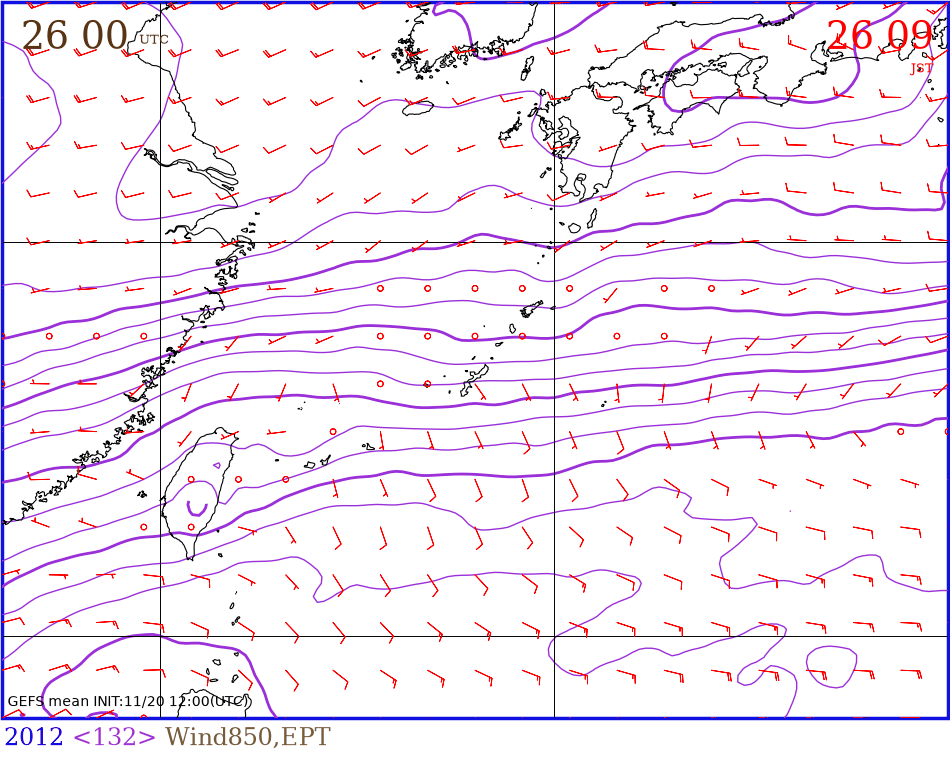 26 00 UTC
26 09
JST
GEFS mean INIT:11/20 12:00(UTC)
2012 <132> Wind850,EPT